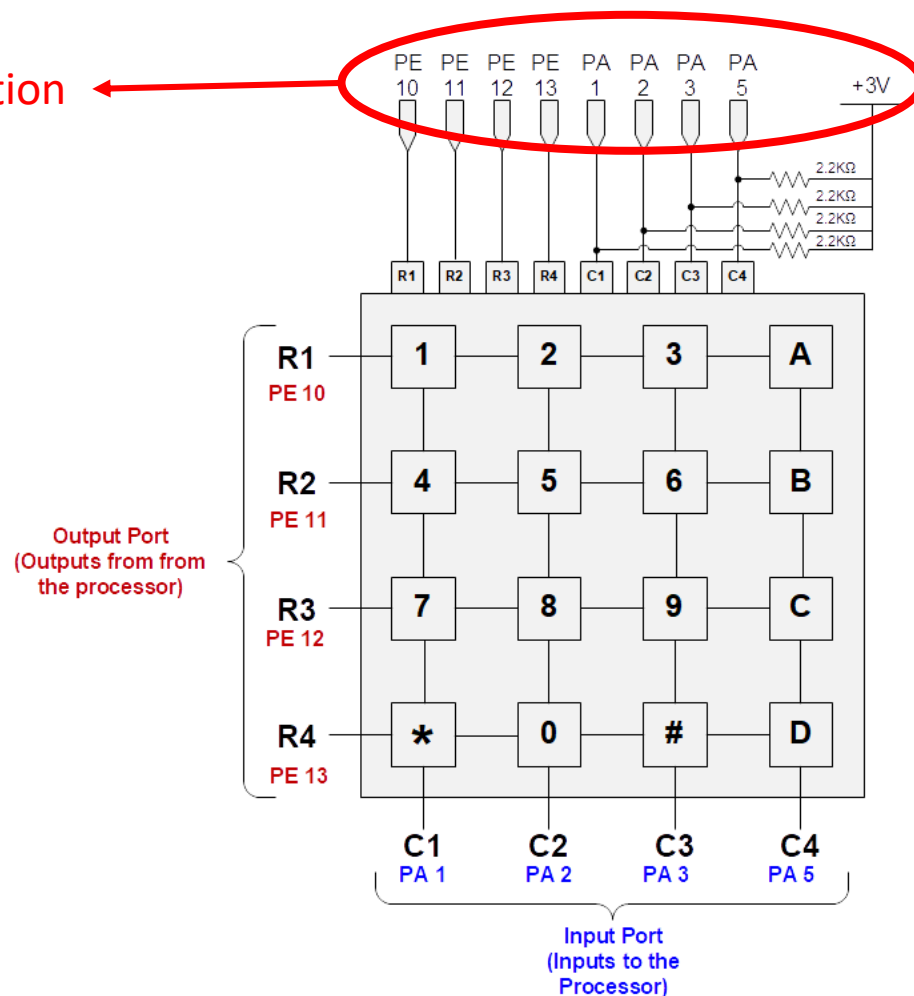 tion
PE PE PE PE PA PA PA PA
10 11 12 13 1 2 3 5
+3V
2.2KΩ
2.2KΩ
2.2KΩ
2.2KΩ
R1 R2 R3 R4 C1 C2 C3 C4
R1 1 2 3 A
PE 10
R2 4 5 6 B
PE 11
Output Port
(Outputs from from
the processor)
R3 7 8 9 C
PE 12
R4 * 0 # D
PE 13
C1 C2 C3 C4
PA 1 PA 2 PA 3 PA 5
Input Port
(Inputs to the
Processor)